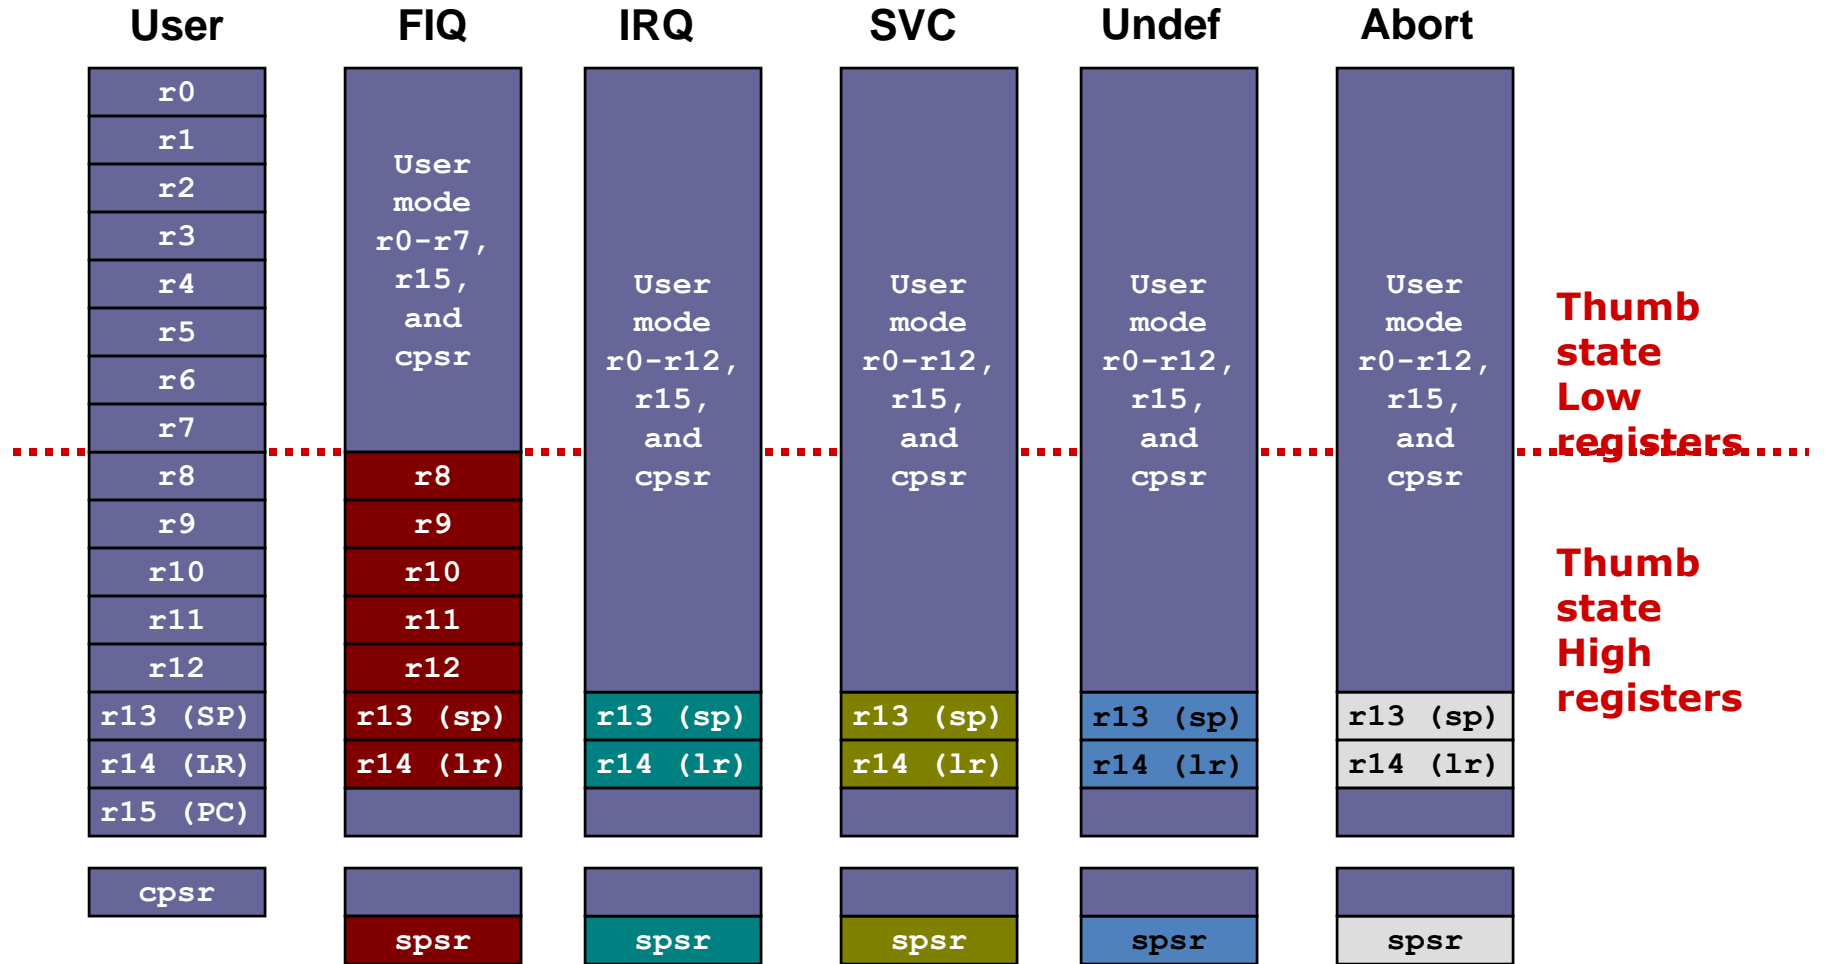 User
FIQ
IRQ
SVC
Undef
Abort
r0
r1
r2
r3
r4
r5
r6
r7
r8
r9
r10
r11
r12
r13 (SP)
r14 (LR)
r15 (PC)
cpsr
User
mode
r0-r7,
r15,
and
cpsr
r8
r9
r10
r11
r12
r13 (sp)
r14 (lr)
spsr
User
mode
r0-r12,
r15,
and
cpsr
r13 (sp)
r14 (lr)
spsr
User
mode
r0-r12,
r15,
and
cpsr
r13 (sp)
r14 (lr)
spsr
User
mode
r0-r12,
r15,
and
cpsr
r13 (sp)
r14 (lr)
spsr
User
mode
r0-r12,
r15,
and
cpsr
r13 (sp)
r14 (lr)
spsr
Thumb
state
Low
registers
Thumb
state
High
registers